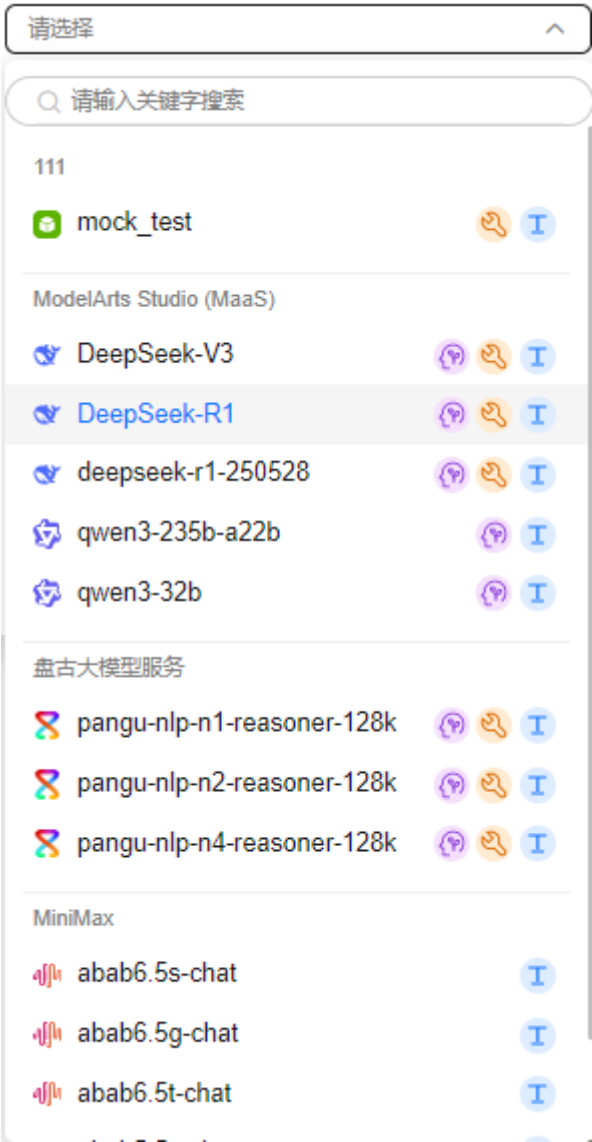 请选择
请输入关键字搜索
111
mock_test
ModelArts Studio (MaaS)
DeepSeek-V3
DeepSeek-R1
deepseek-r1-250528
qwen3-235b-a22b
qwen3-32b
盘古大模型服务
pangu-nlp-n1-reasoner-128k
pangu-nlp-n2-reasoner-128k
pangu-nlp-n4-reasoner-128k
MiniMax
abab6.5s-chat
abab6.5g-chat
abab6.5t-chat